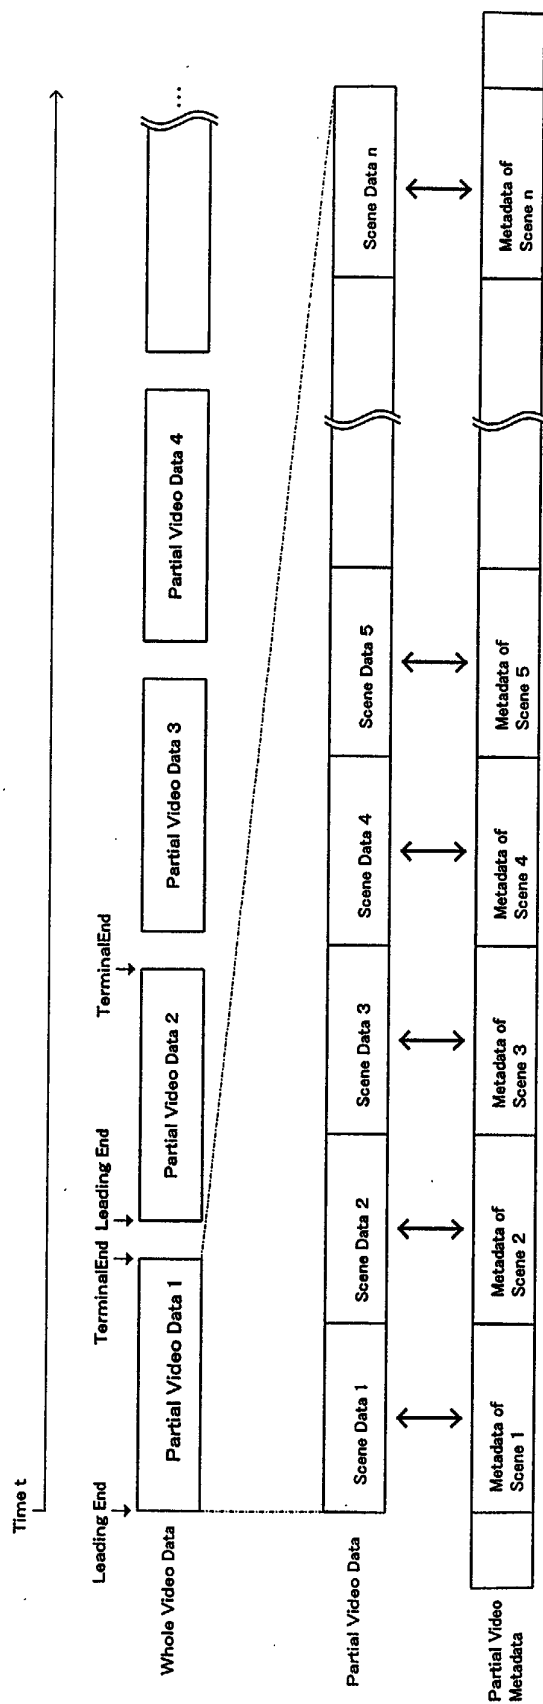 Time t
Leading End
TerminalEnd
Leading End
TerminalEnd
Whole Video Data
Partial Video Data 1
Partial Video Data 2
Partial Video Data 3
Partial Video Data 4
...
Partial Video Data
Scene Data 1
Scene Data 2
Scene Data 3
Scene Data 4
Scene Data 5
Scene Data n
Partial Video
Metadata
Metadata of
Scene 1
Metadata of
Scene 2
Metadata of
Scene 3
Metadata of
Scene 4
Metadata of
Scene 5
Metadata of
Scene n